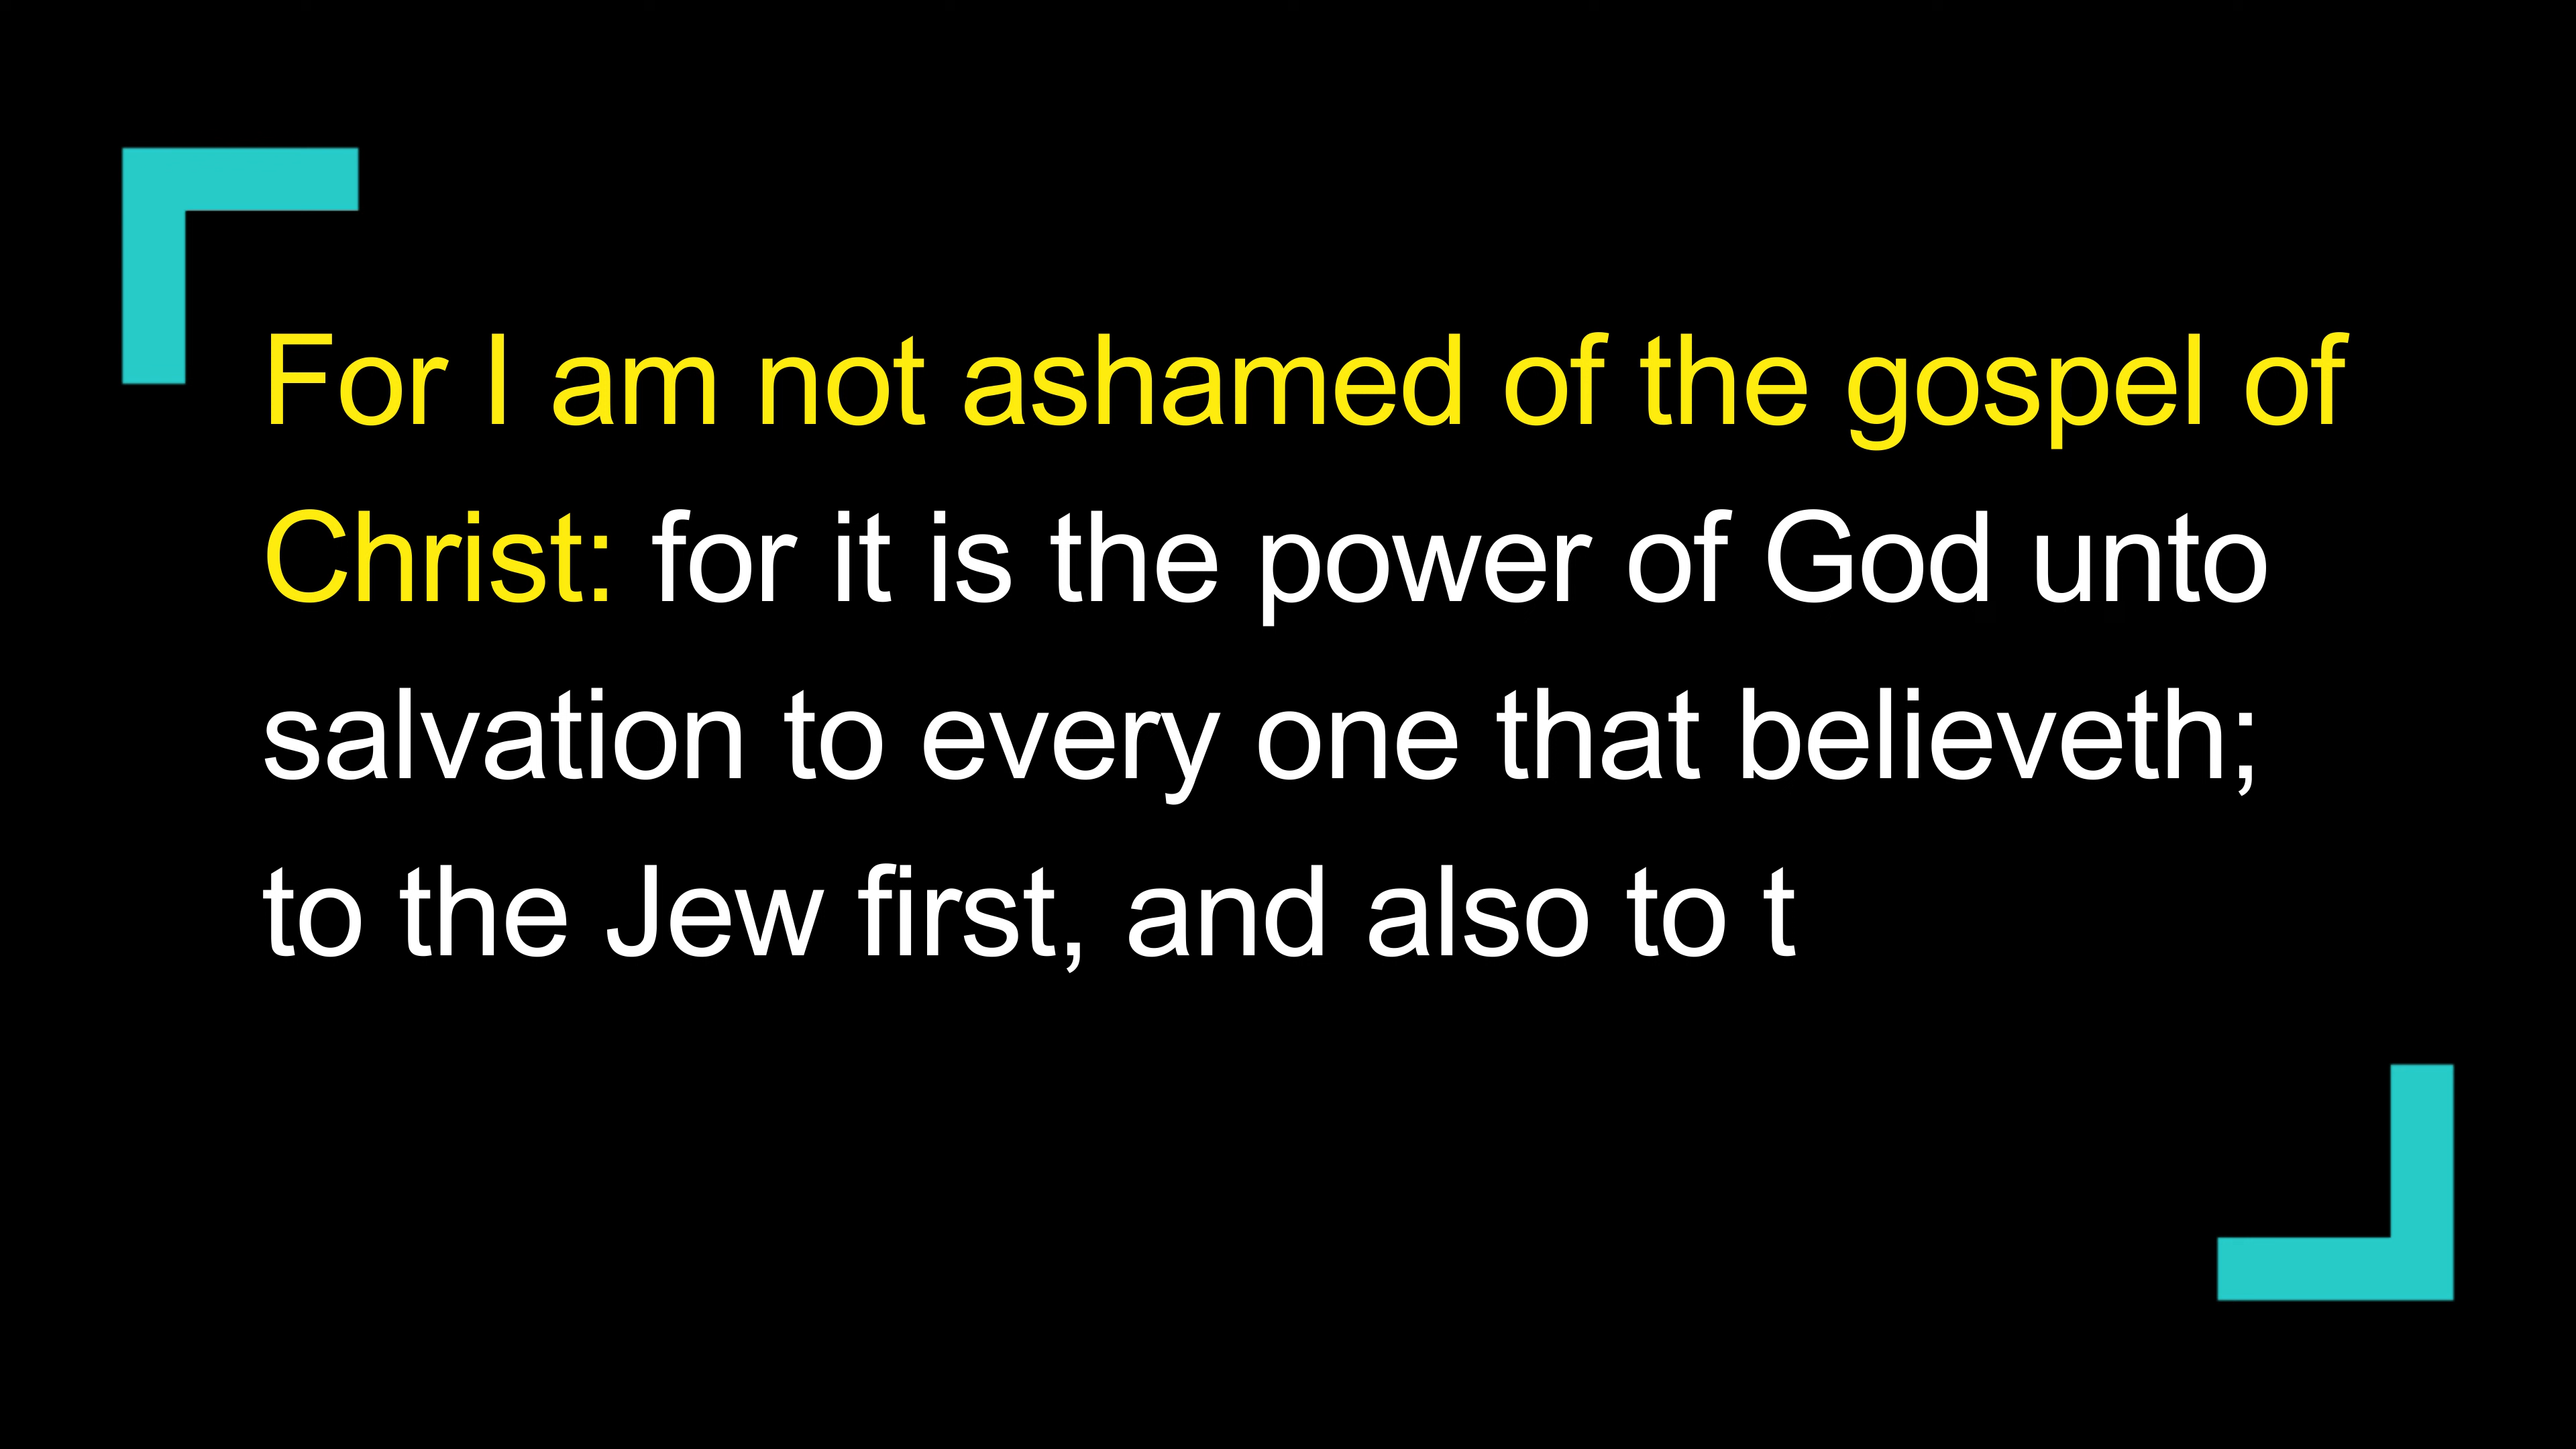 For I am not ashamed of the gospel of
Christ: for it is the power of God unto
salvation to every one that believeth;
to the Jew first, and also to t